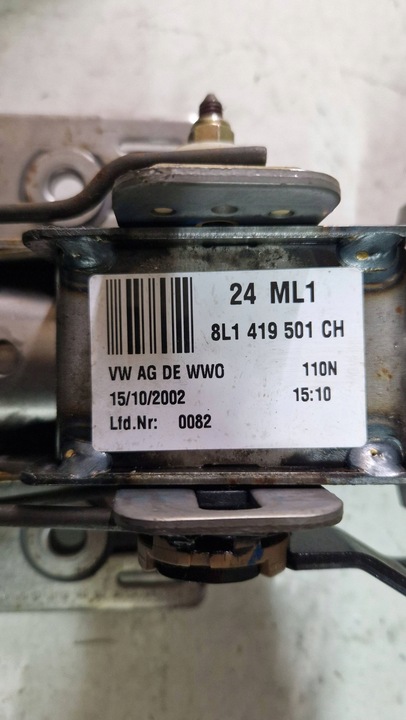 24 ML1
8L1 419 501 CH
VW AG DE WWO 110N
15/10/2002 15:10
Lfd.Nr: 0082